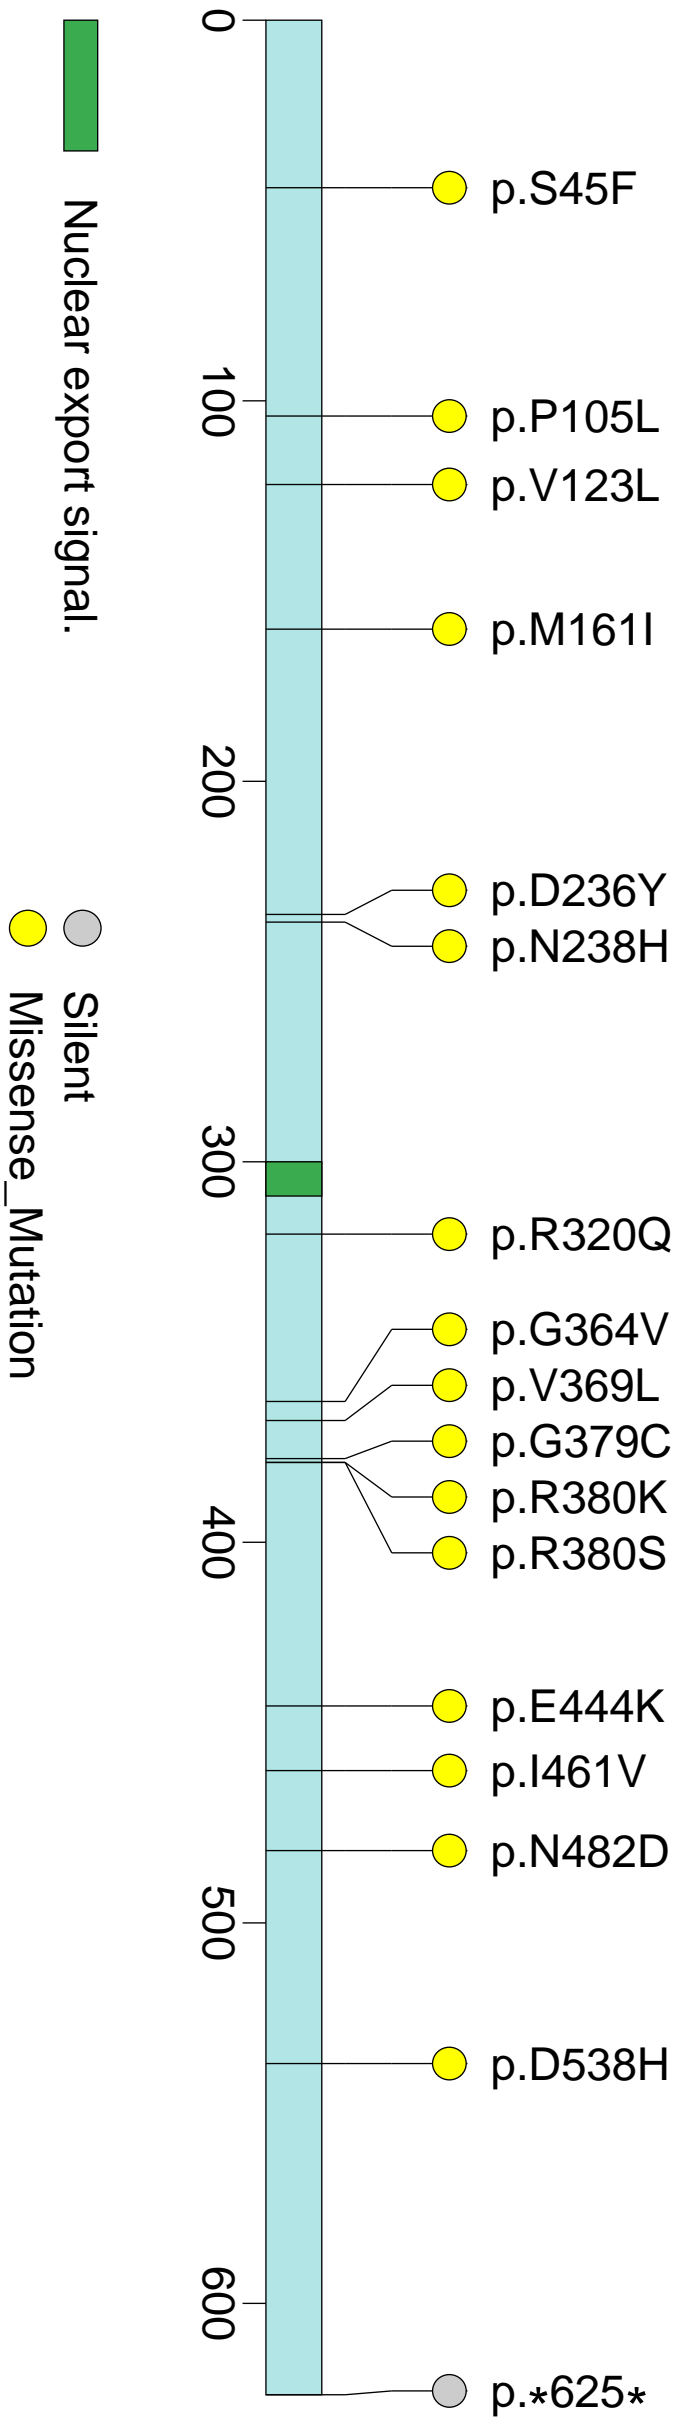 p.S45F
p.P105L
p.V123L
p.M161I
p.D236Y
p.N238H
p.R320Q
p.G364V
p.V369L
p.G379C
p.R380K
p.R380S
p.E444K
p.I461V
p.N482D
p.D538H
p.*625*
0
100
200
300
400
500
600
Nuclear export signal.
Silent
Missense_Mutation